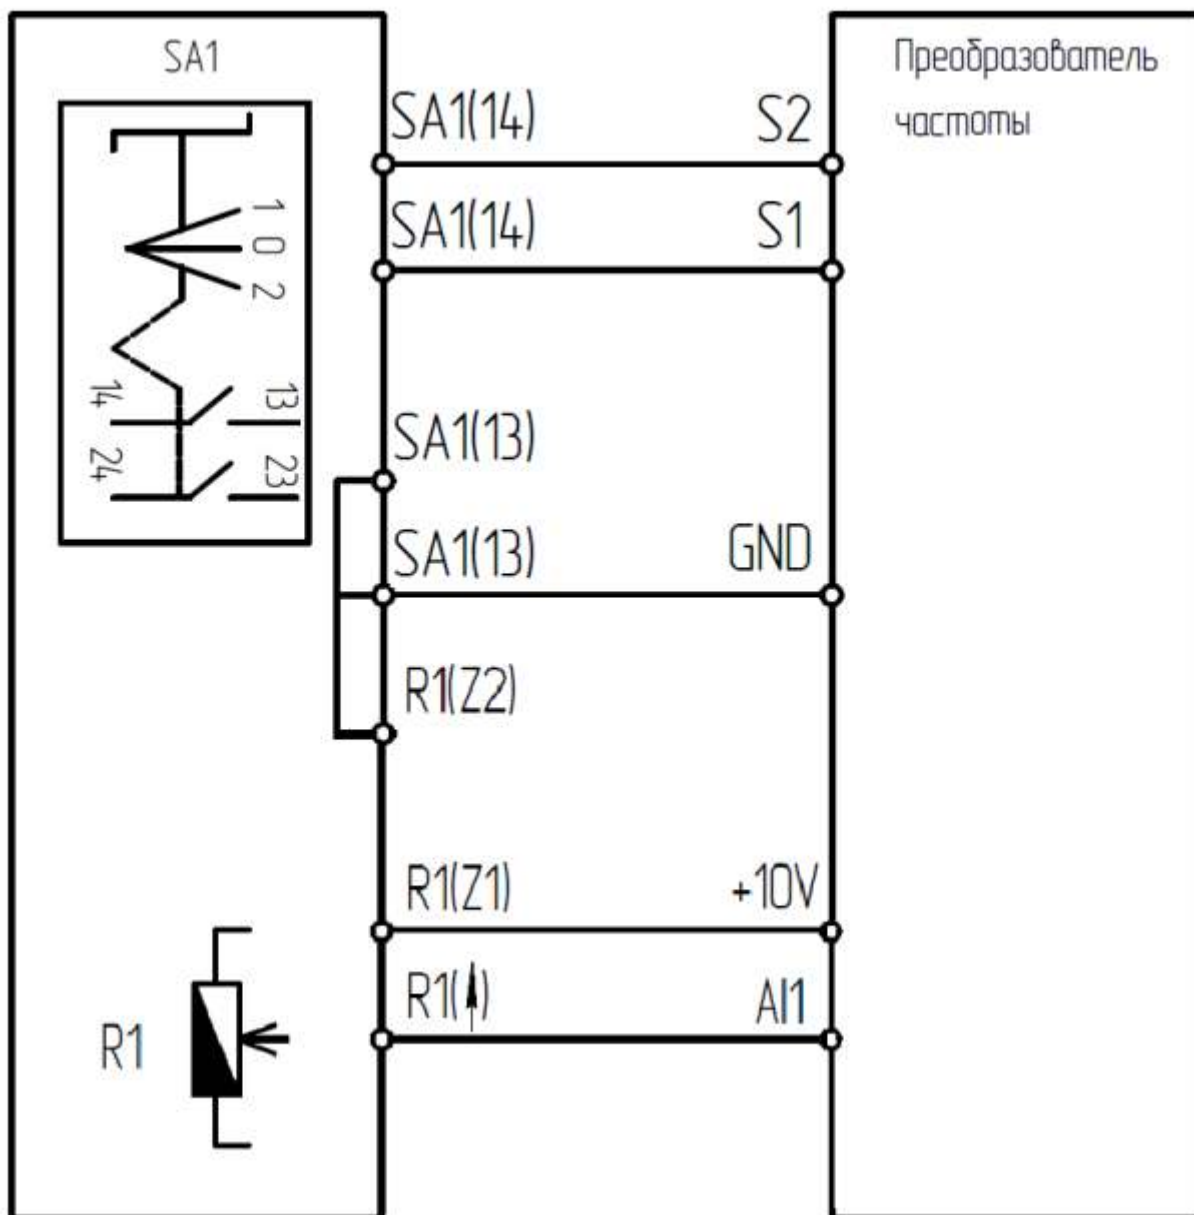 SA1
1
0
2
14
13
24
23
R1
SA1(14)
SA1(14)
SA1(13)
SA1(13)
R1(Z2)
R1(Z1)
R1(↑)
S2
S1
GND
+10V
AI1
Преобразователь
частоты